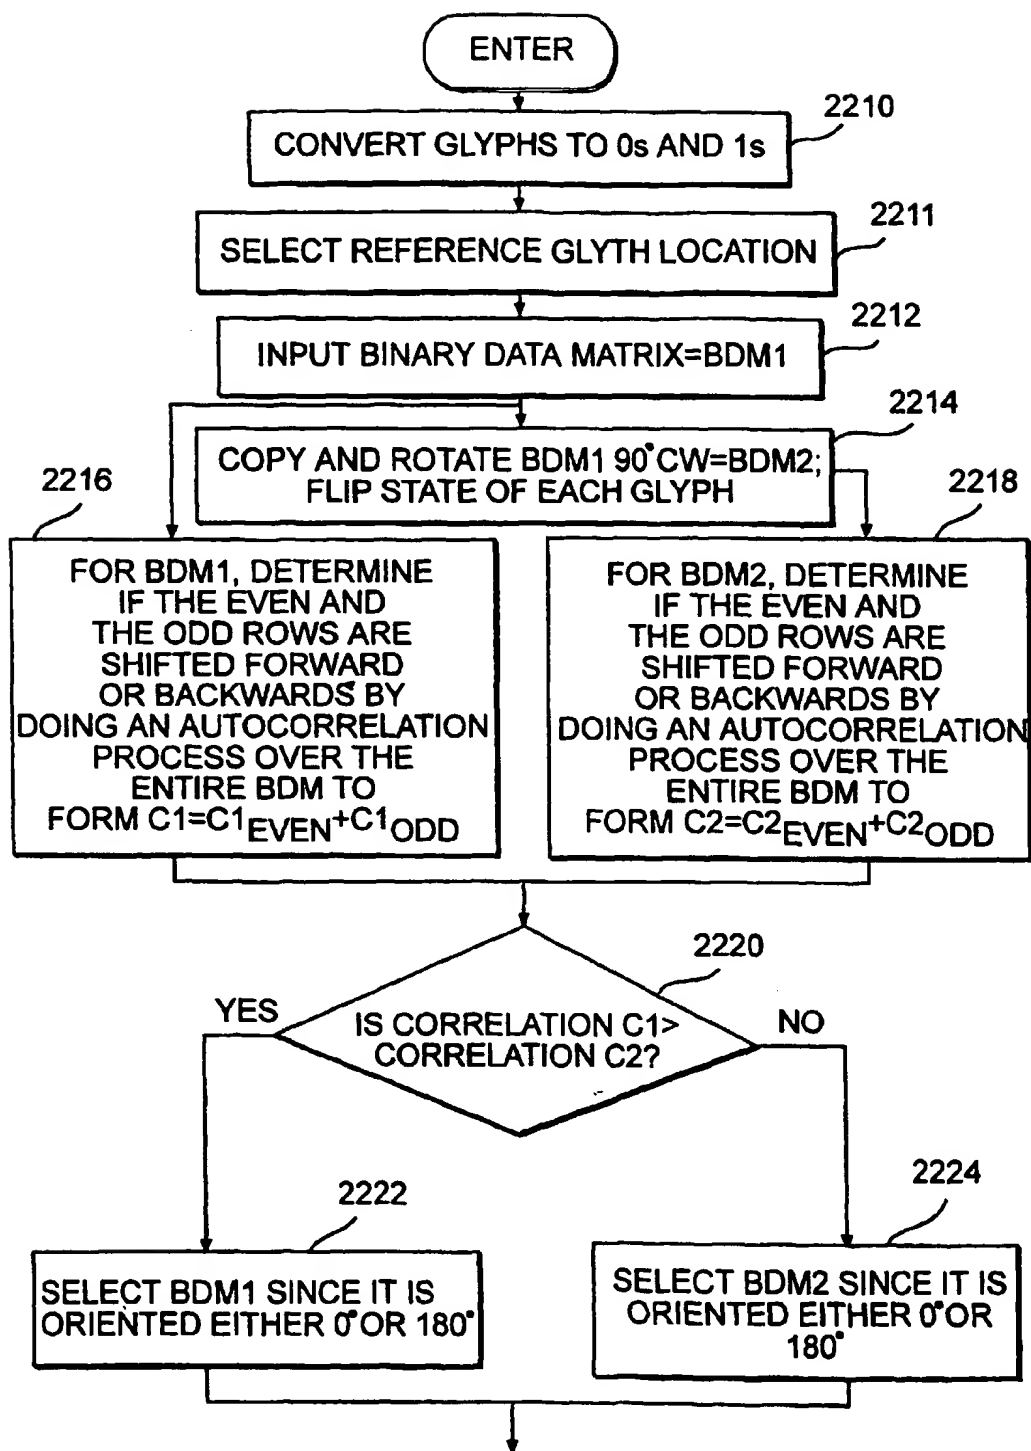 ENTER
2210
CONVERT GLYPHS TO 0s AND 1s
2211
SELECT REFERENCE GLYTH LOCATION
2212
INPUT BINARY DATA MATRIX=BDM1
2214
COPY AND ROTATE BDM1 90° CW=BDM2;
FLIP STATE OF EACH GLYPH
2216
FOR BDM1, DETERMINE
IF THE EVEN AND
THE ODD ROWS ARE
SHIFTED FORWARD
OR BACKWARDS BY
DOING AN AUTOCORRELATION
PROCESS OVER THE
ENTIRE BDM TO
FORM C1=C1EVEN+C1ODD
2218
FOR BDM2, DETERMINE
IF THE EVEN AND
THE ODD ROWS ARE
SHIFTED FORWARD
OR BACKWARDS BY
DOING AN AUTOCORRELATION
PROCESS OVER THE
ENTIRE BDM TO
FORM C2=C2EVEN+C2ODD
2220
IS CORRELATION C1>
CORRELATION C2?
YES
NO
2222
SELECT BDM1 SINCE IT IS
ORIENTED EITHER 0° OR 180°
2224
SELECT BDM2 SINCE IT IS
ORIENTED EITHER 0° OR
180°